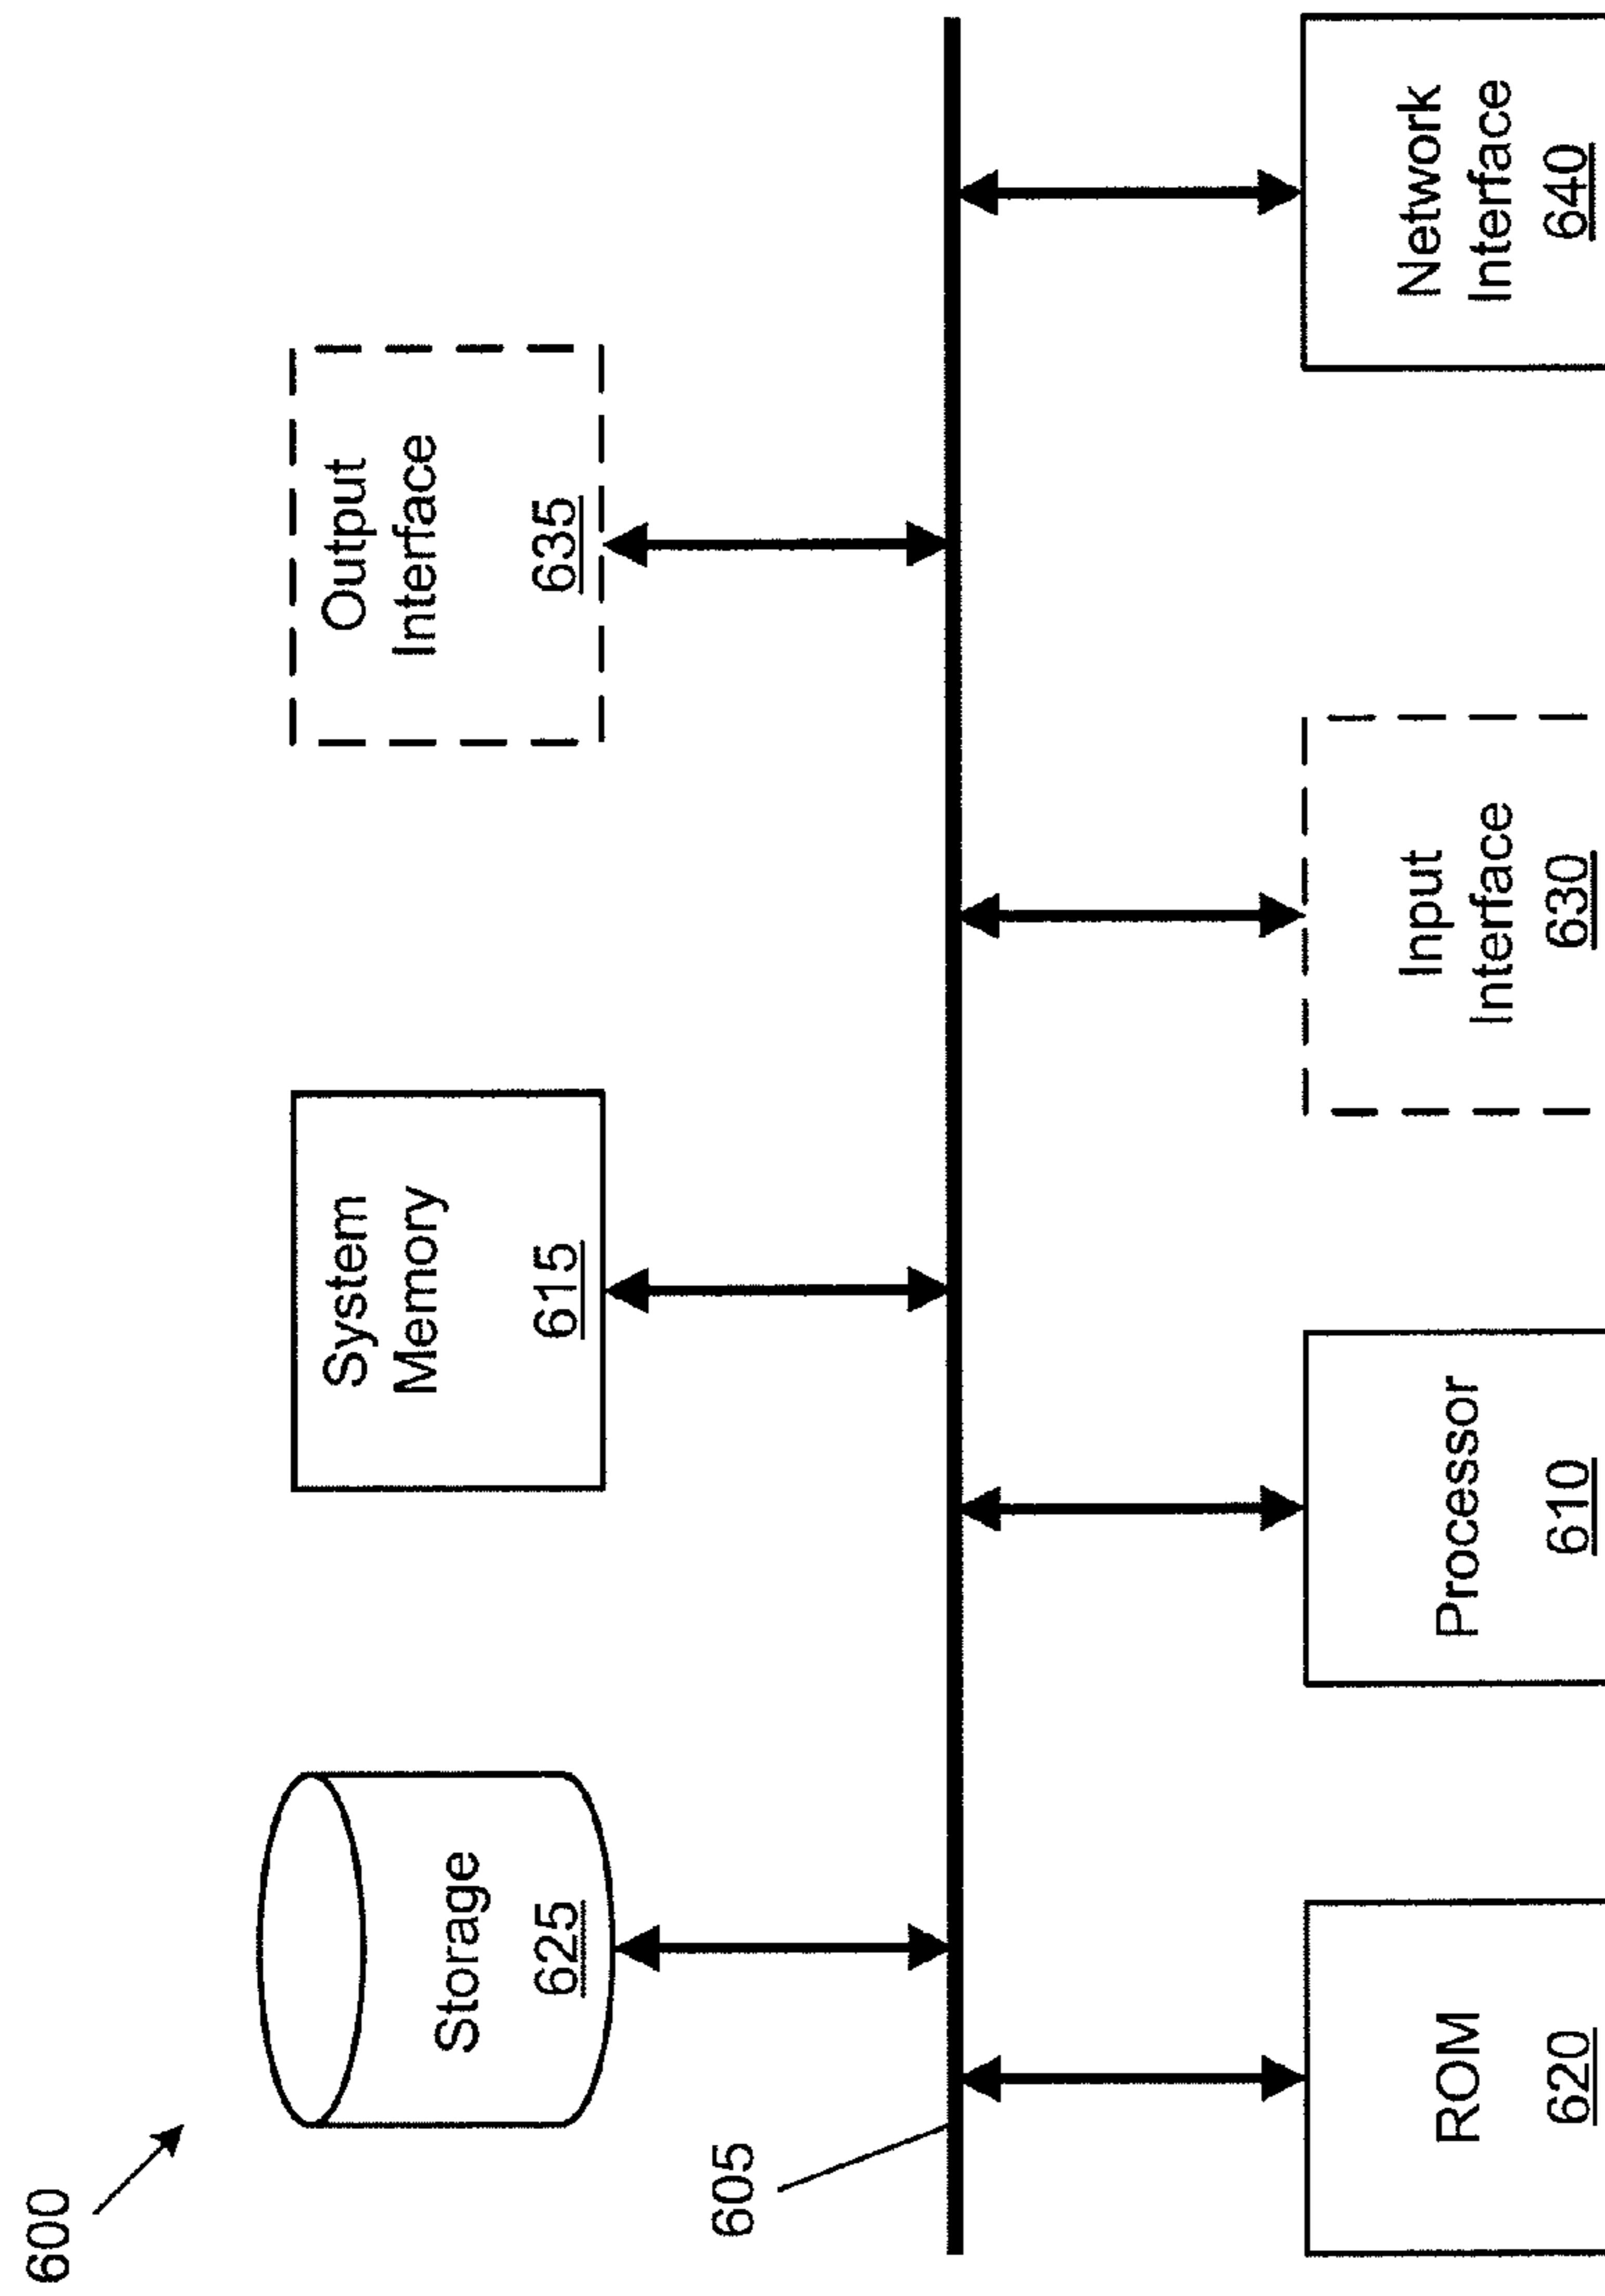 600
Storage
625
System
Memory
615
Output
Interface
635
605
ROM
620
Processor
610
Input
Interface
630
Network
Interface
640